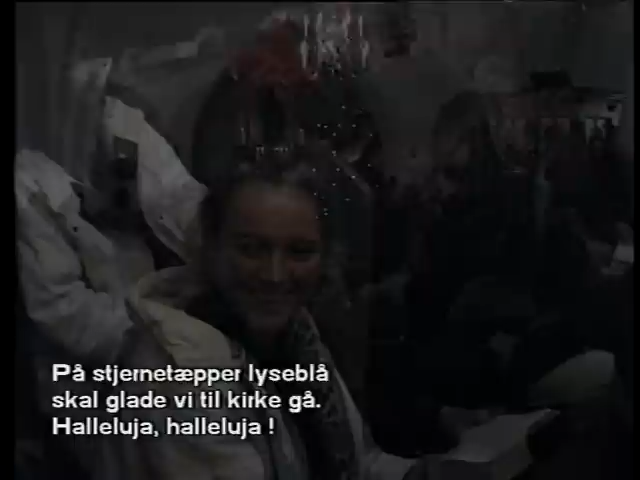 På stjernetæpper lyseblå
skal glade vi til kirke gå.
Halleluja, halleluja !